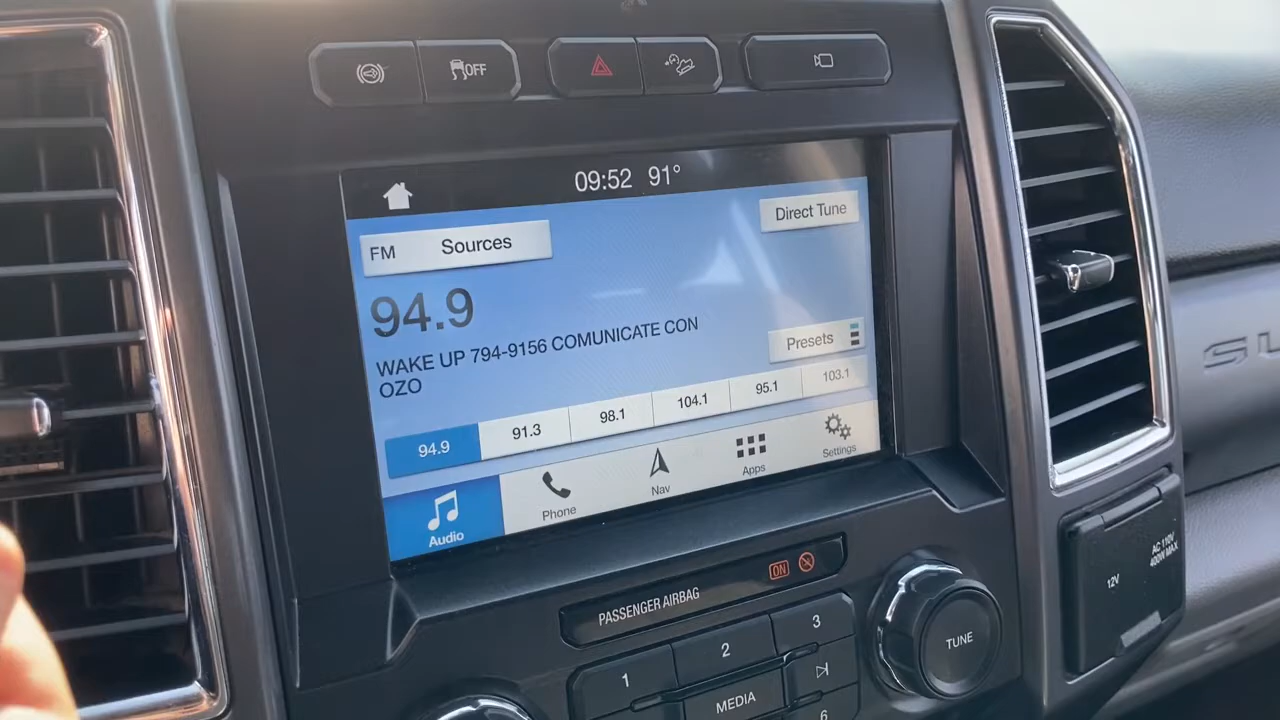 OFF
09:52 91°
Direct Tune
FM Sources
94.9
WAKE UP 794-9156 COMUNICATE CON
OZO
Presets
94.9 91.3 98.1 104.1 95.1 103.1
Audio Phone Nav Apps Settings
PASSENGER AIRBAG ON
1 2 3
MEDIA
6
TUNE
12V
AC 110V
400W MAX